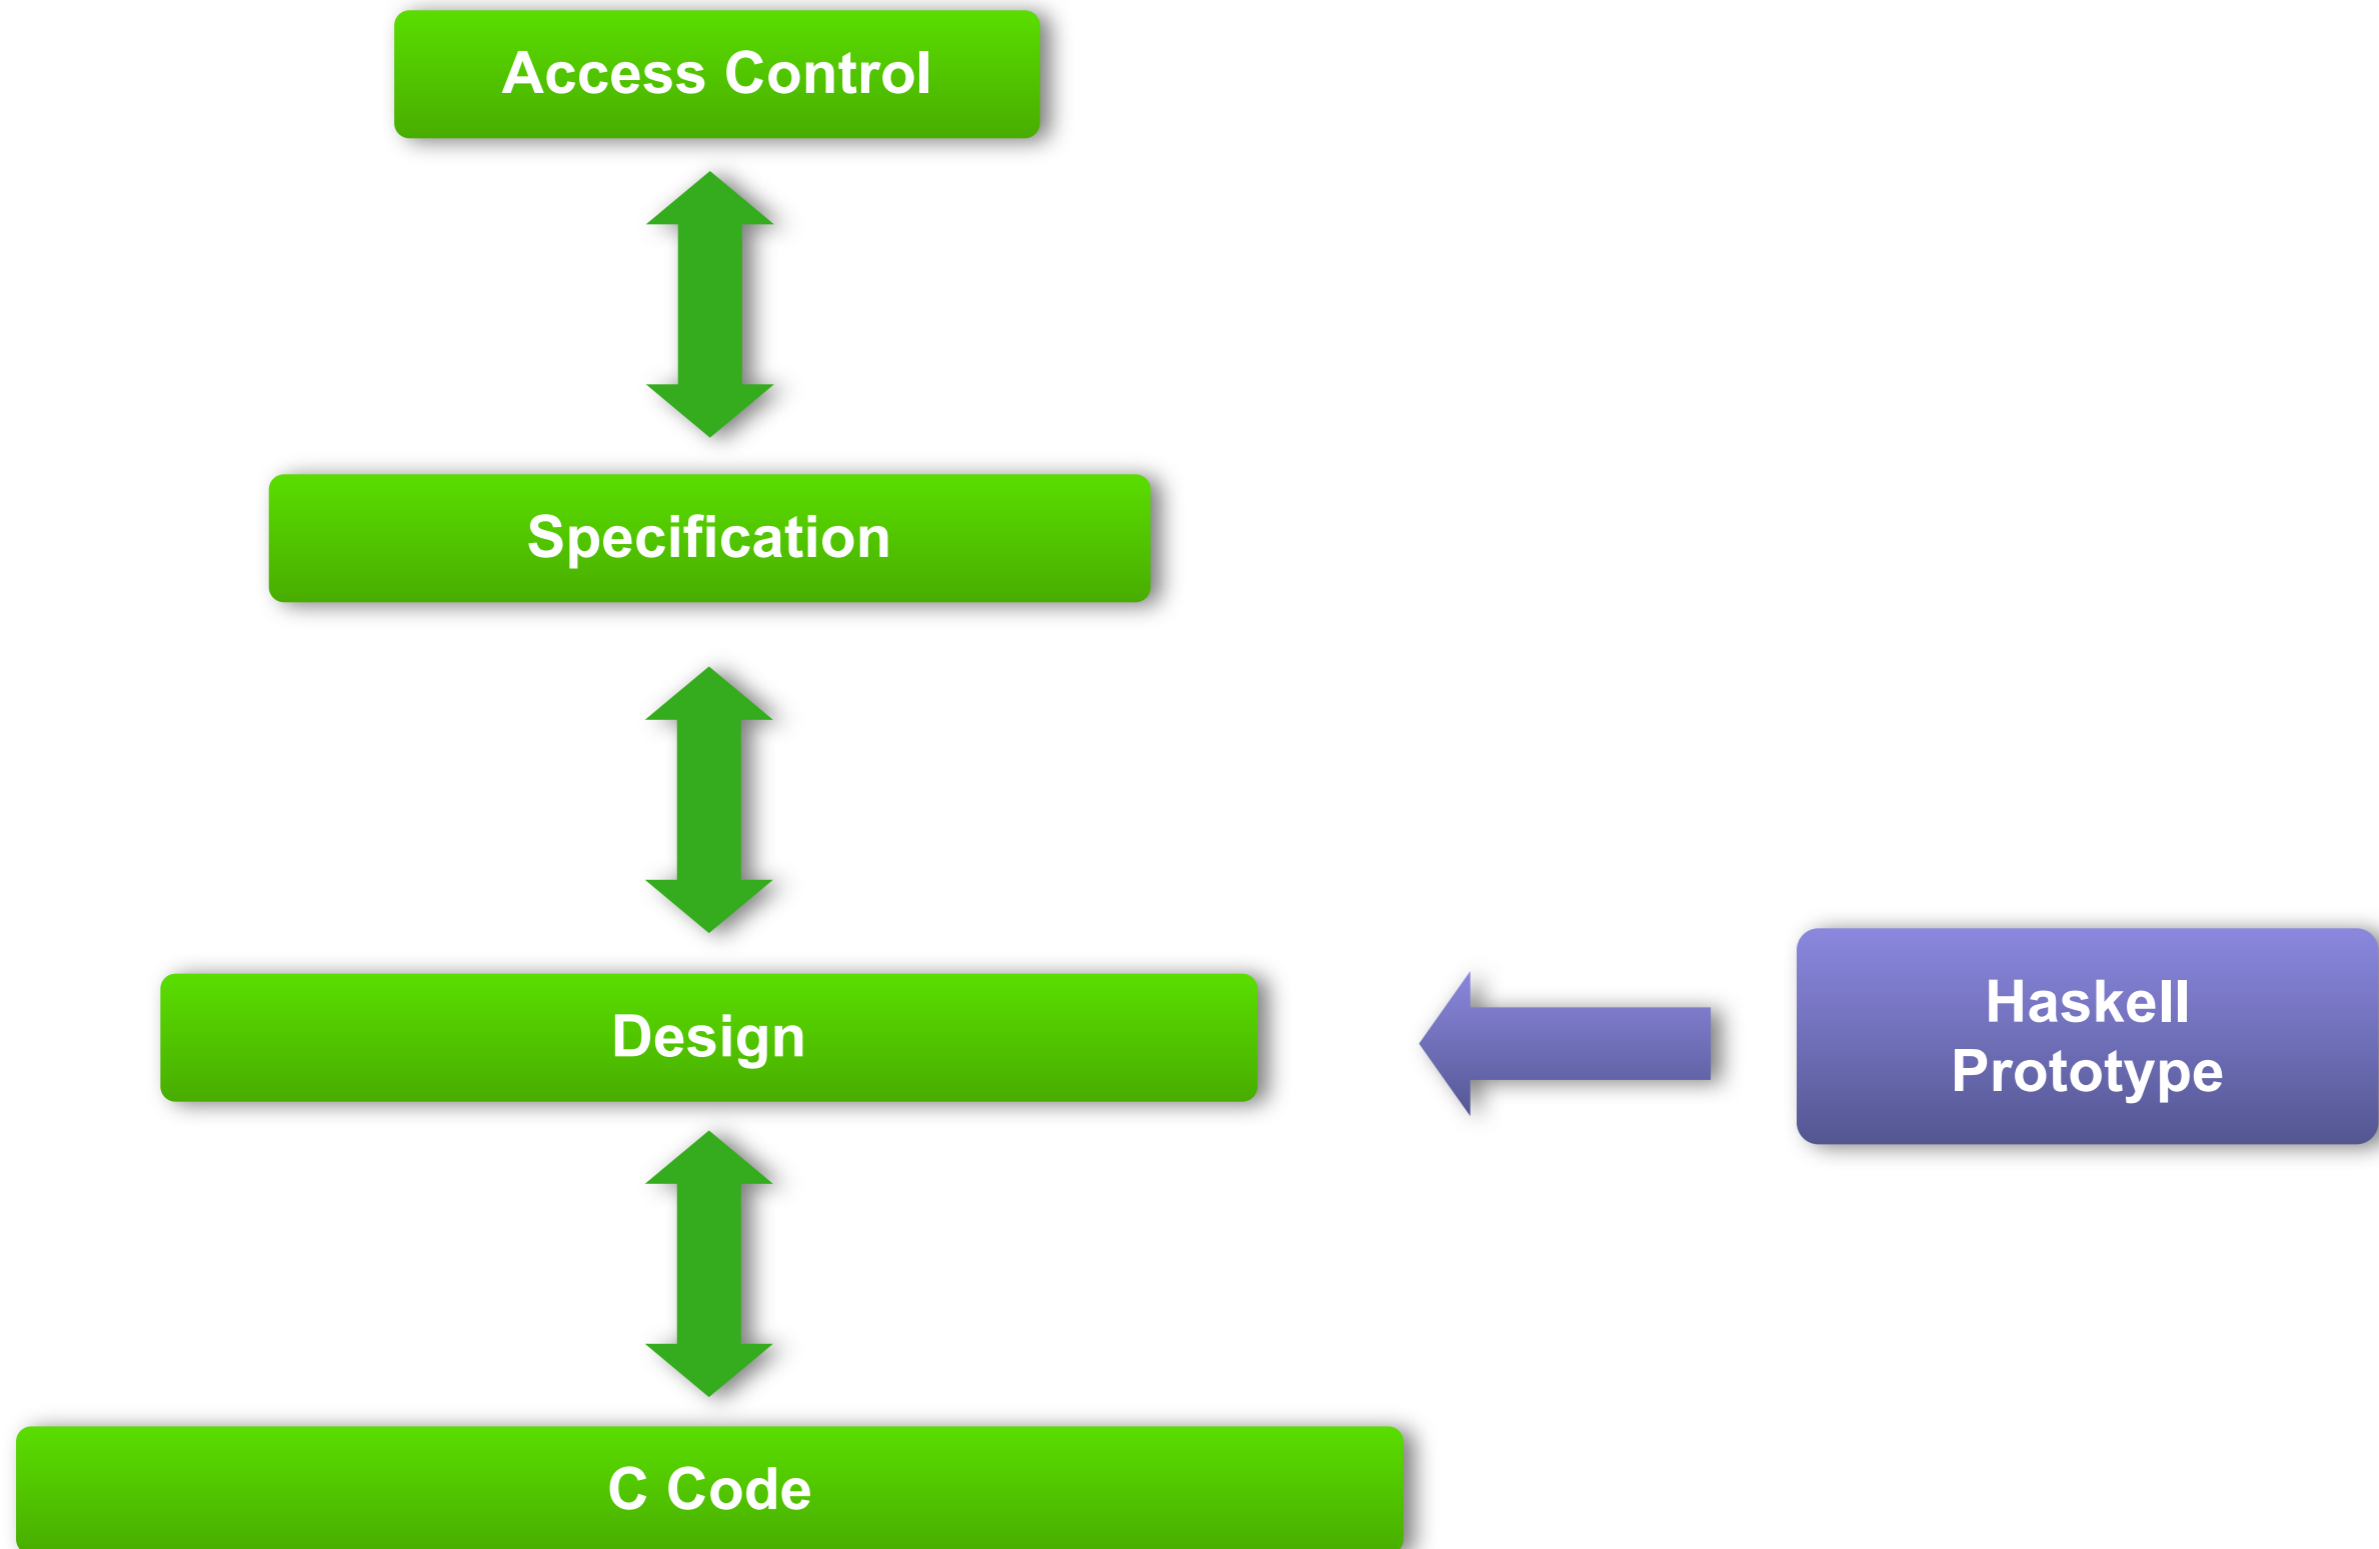 Access Control
Specification
Design
Haskell
Prototype
C Code